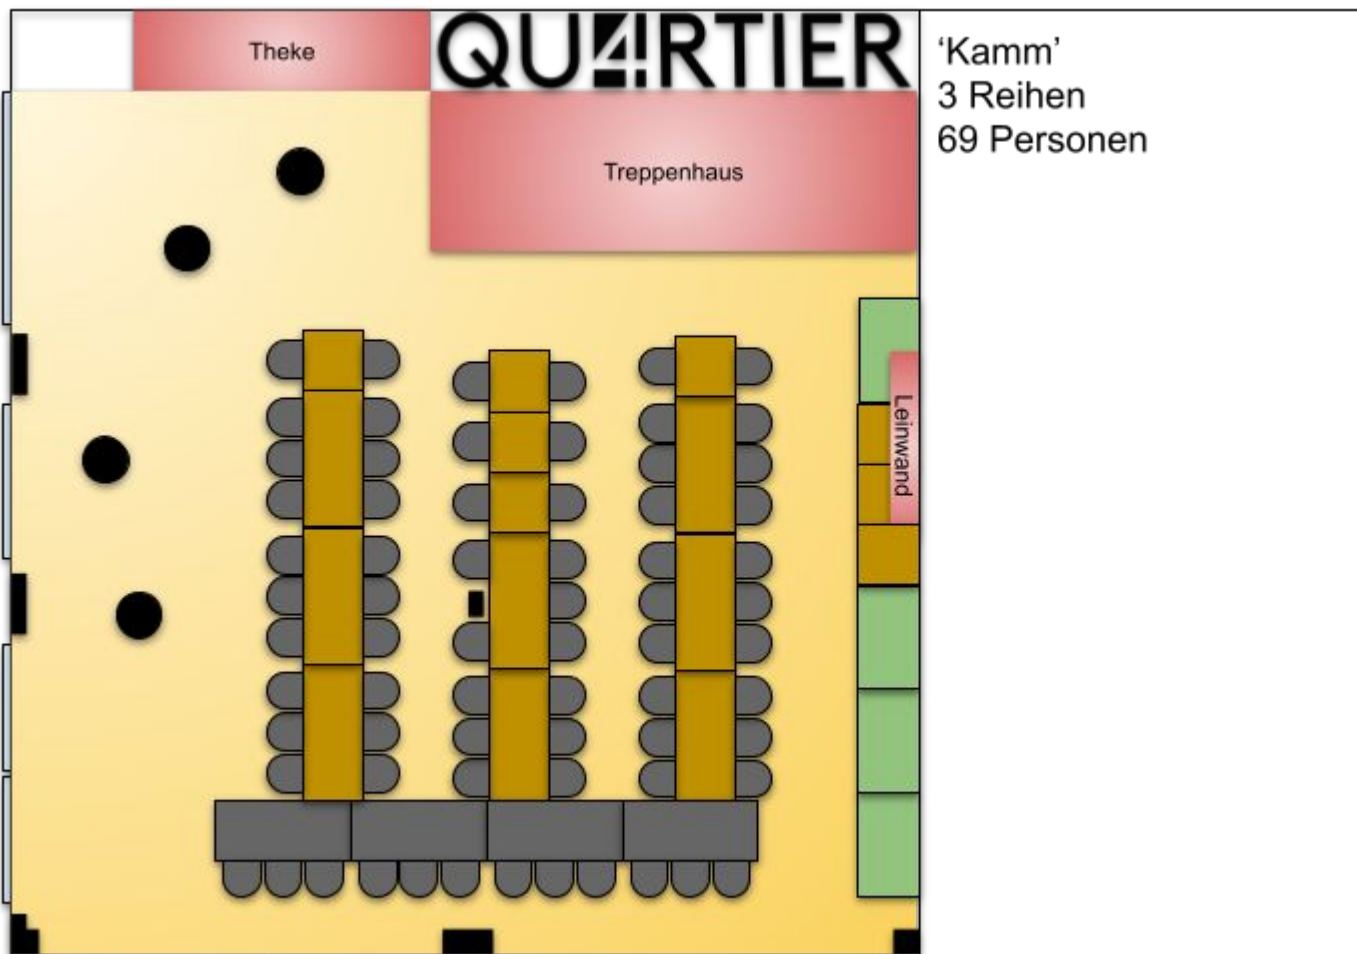 Theke
QU4RTIER
‘Kamm’
3 Reihen
69 Personen
Treppenhaus
Leinwand